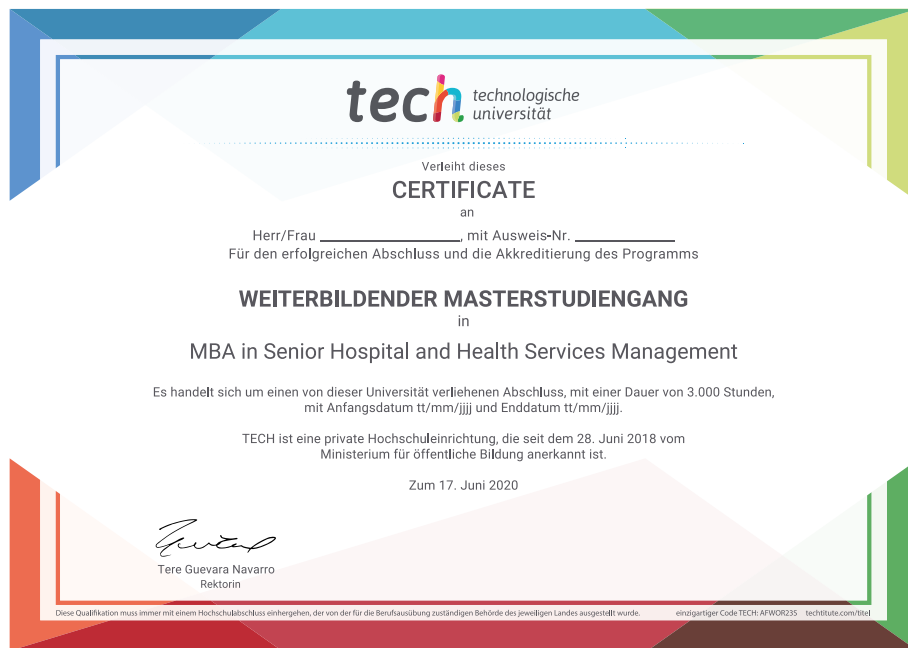 tech technologische
universität
Verleiht dieses
CERTIFICATE
an
Herr/Frau ____________________, mit Ausweis-Nr. ______________
Für den erfolgreichen Abschluss und die Akkreditierung des Programms
WEITERBILDENDER MASTERSTUDIENGANG
in
MBA in Senior Hospital and Health Services Management
Es handelt sich um einen von dieser Universität verliehenen Abschluss, mit einer Dauer von 3.000 Stunden,
mit Anfangsdatum tt/mm/jjjj und Enddatum tt/mm/jjjj.
TECH ist eine private Hochschuleinrichtung, die seit dem 28. Juni 2018 vom
Ministerium für öffentliche Bildung anerkannt ist.
Zum 17. Juni 2020
Tere Guevara Navarro
Rektorin
Diese Qualifikation muss immer mit einem Hochschulabschluss einhergehen, der von der für die Berufsausübung zuständigen Behörde des jeweiligen Landes ausgestellt wurde. einzigartiger Code TECH: AFWOR23S techtitute.com/titel